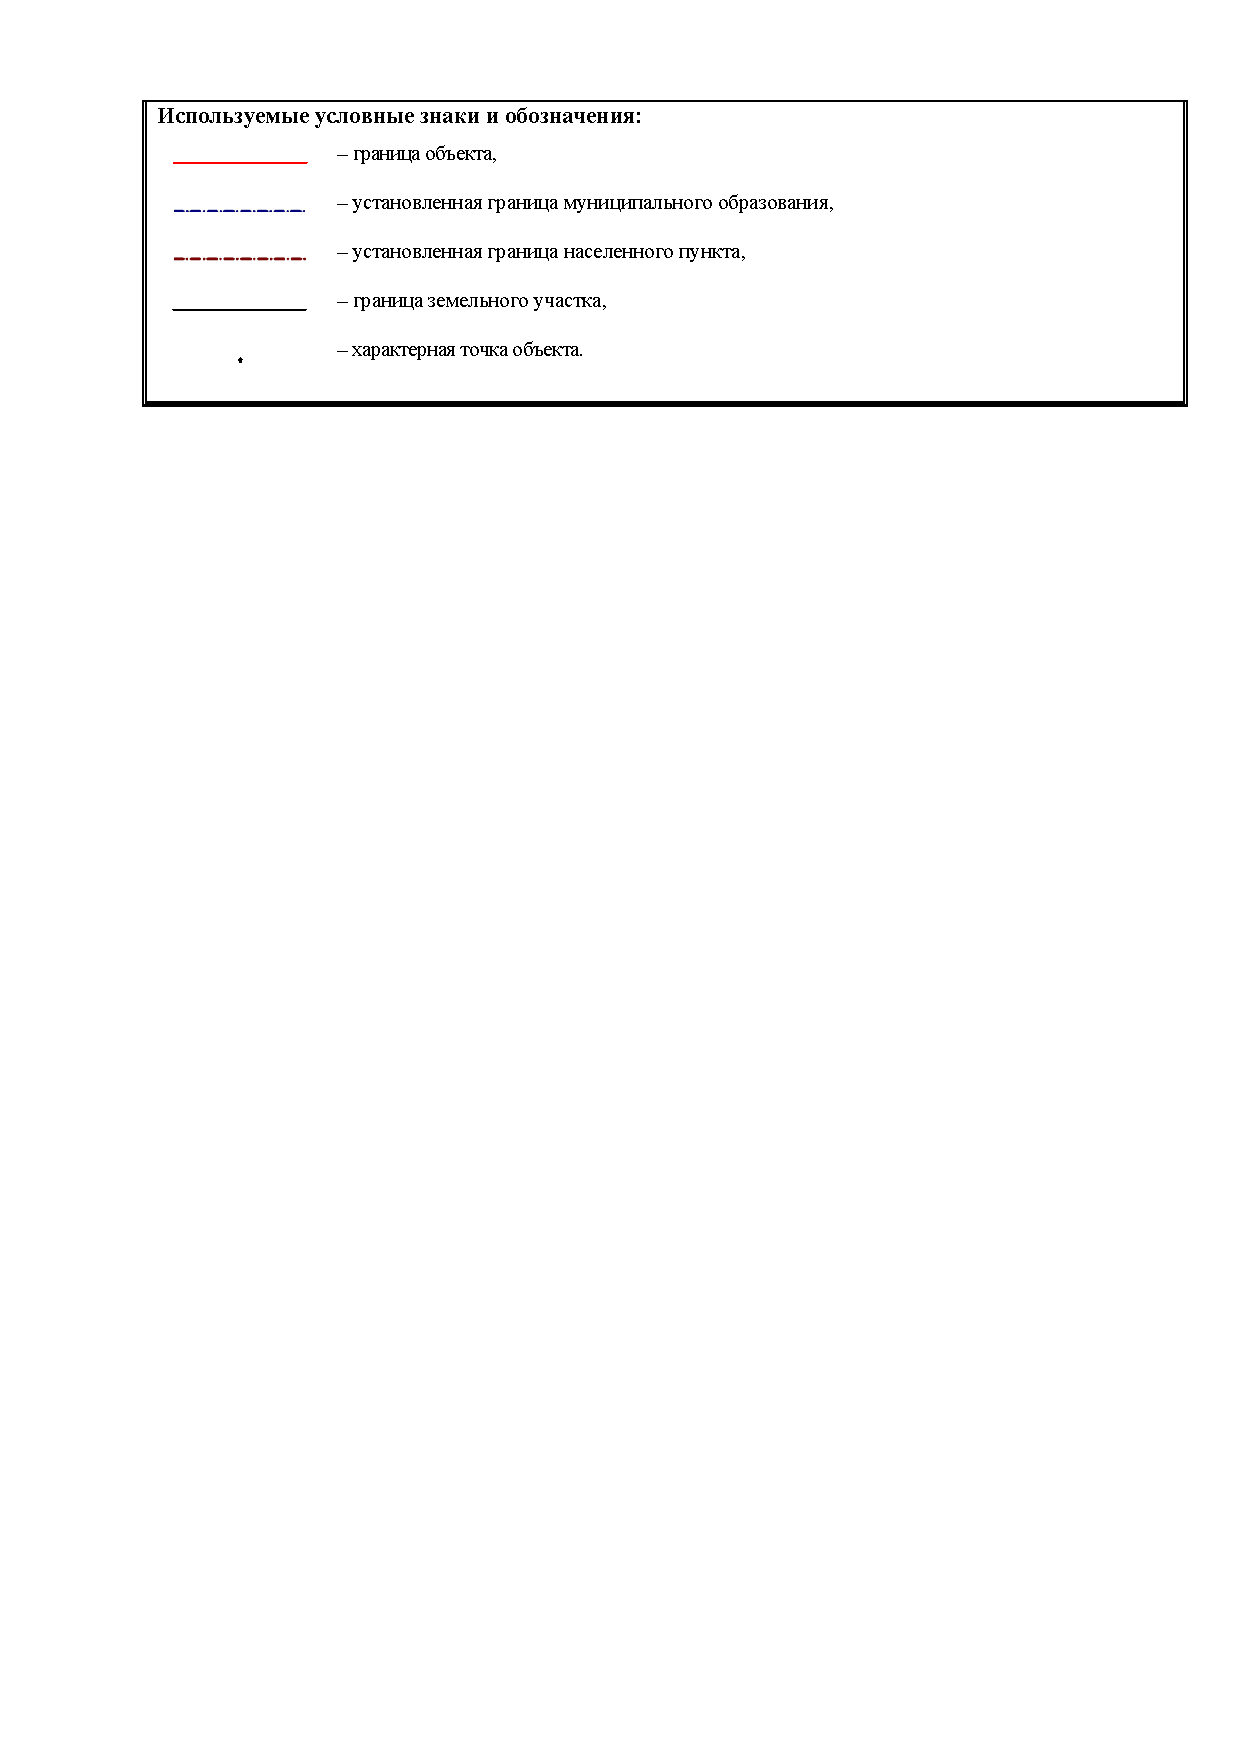 Используемые условные знаки и обозначения:
– граница объекта,
– установленная граница муниципального образования,
– установленная граница населенного пункта,
– граница земельного участка,
– характерная точка объекта.